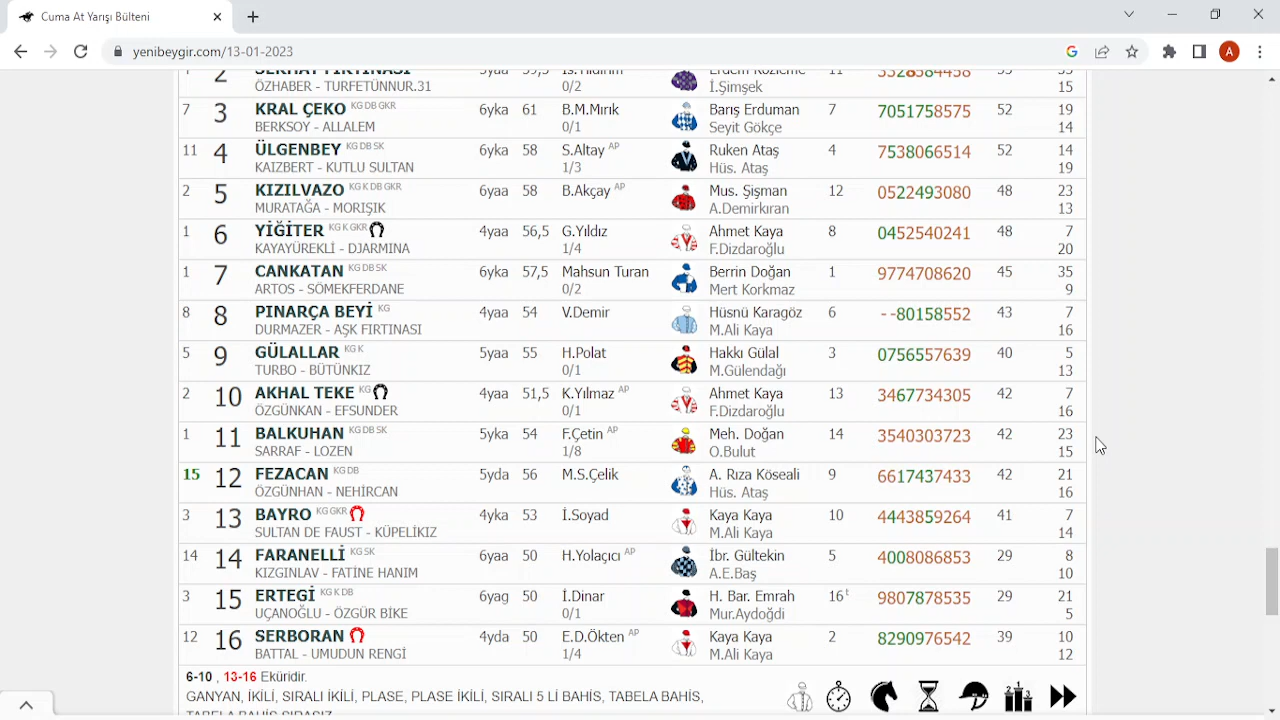 Cuma At Yarışı Bülteni
yenibeygir.com/13-01-2023
A
2 SERHAT FIRTINASI
ÖZHABER - TURFETÜNNUR.31 0/2 İ.Şimşek 15
7 3 KRAL ÇEKO KG DB GKR 6yka 61 B.M.Mırık Barış Erduman 7 7051758575 52 19
BERKSOY - ALLALEM 0/1 Seyit Gökçe 14
11 4 ÜLGENBEY KG DB SK 6yka 58 S.Altay AP Ruken Ataş 4 7538066514 52 14
KAIZBERT - KUTLU SULTAN 1/3 Hüs. Ataş 19
2 5 KIZILVAZO KG K DB GKR 6yaa 58 B.Akçay AP Mus. Şişman 12 0522493080 48 23
MURATAĞA - MORIŞIK A.Demirkıran 13
1 6 YİĞİTER KG K GKR 4yaa 56,5 G.Yıldız Ahmet Kaya 8 0452540241 48 7
KAYAYÜREKLİ - DJARMINA 1/4 F.Dizdaroğlu 20
1 7 CANKATAN KG DB SK 6yka 57,5 Mahsun Turan Berrin Doğan 1 9774708620 45 35
ARTOS - SÖMEKFERDANE 0/2 Mert Korkmaz 9
8 8 PINARÇA BEYİ KG 4yaa 54 V.Demir Hüsnü Karagöz 6 --80158552 43 7
DURMAZER - AŞK FIRTINASI M.Ali Kaya 16
5 9 GÜLALLAR KG K 5yaa 55 H.Polat Hakkı Gülal 3 0756557639 40 5
TURBO - BÜTÜNKIZ 0/1 M.Gülendağı 13
2 10 AKHAL TEKE KG 4yaa 51,5 K.Yılmaz AP Ahmet Kaya 13 3467734305 42 7
ÖZGÜNKAN - EFSUNDER 0/1 F.Dizdaroğlu 16
1 11 BALKUHAN KG DB SK 5yka 54 F.Çetin AP Meh. Doğan 14 3540303723 42 23
SARRAF - LOZEN 1/8 O.Bulut 15
15 12 FEZACAN KG DB 5yda 56 M.S.Çelik A. Rıza Köseali 9 6617437433 42 21
ÖZGÜNHAN - NEHİRCAN Hüs. Ataş 16
3 13 BAYRO KG GKR 4yka 53 İ.Soyad Kaya Kaya 10 4443859264 41 7
SULTAN DE FAUST - KÜPELİKIZ M.Ali Kaya 14
14 14 FARANELLİ KG SK 6yaa 50 H.Yolaçıcı AP İbr. Gültekin 5 4008086853 29 8
KIZGINLAV - FATİNE HANIM A.E.Baş 10
3 15 ERTEGİ KG K DB 6yag 50 İ.Dinar H. Bar. Emrah 16t 9807878535 29 21
UÇANOĞLU - ÖZGÜR BİKE 0/1 Mur.Aydoğdi 5
12 16 SERBORAN 4yda 50 E.D.Ökten AP Kaya Kaya 2 8290976542 39 10
BATTAL - UMUDUN RENGİ 1/4 M.Ali Kaya 12
6-10 , 13-16 Eküridir.
GANYAN, İKİLİ, SIRALI İKİLİ, PLASE, PLASE İKİLİ, SIRALI 5 Lİ BAHİS, TABELA BAHİS,
TABELA BAHİS SIRASIZ